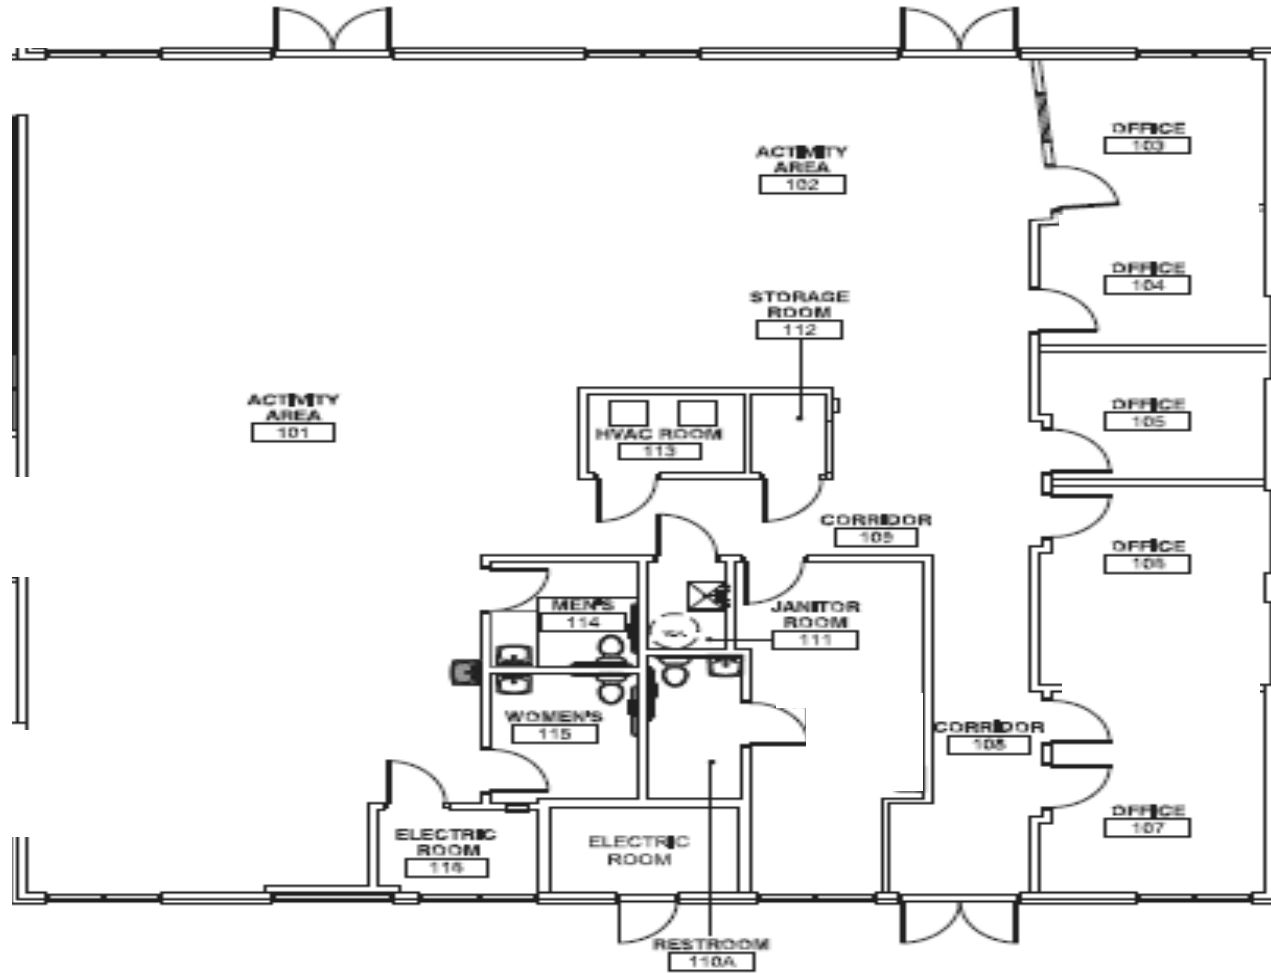 OFFICE
103
ACTIVITY
AREA
102
OFFICE
104
STORAGE
ROOM
112
ACTIVITY
AREA
101
OFFICE
105
HVAC ROOM
113
CORRIDOR
109
OFFICE
106
MEN'S
114
JANITOR
ROOM
111
WOMEN'S
115
CORRIDOR
108
OFFICE
107
ELECTRIC
ROOM
116
ELECTRIC
ROOM
RESTROOM
110A